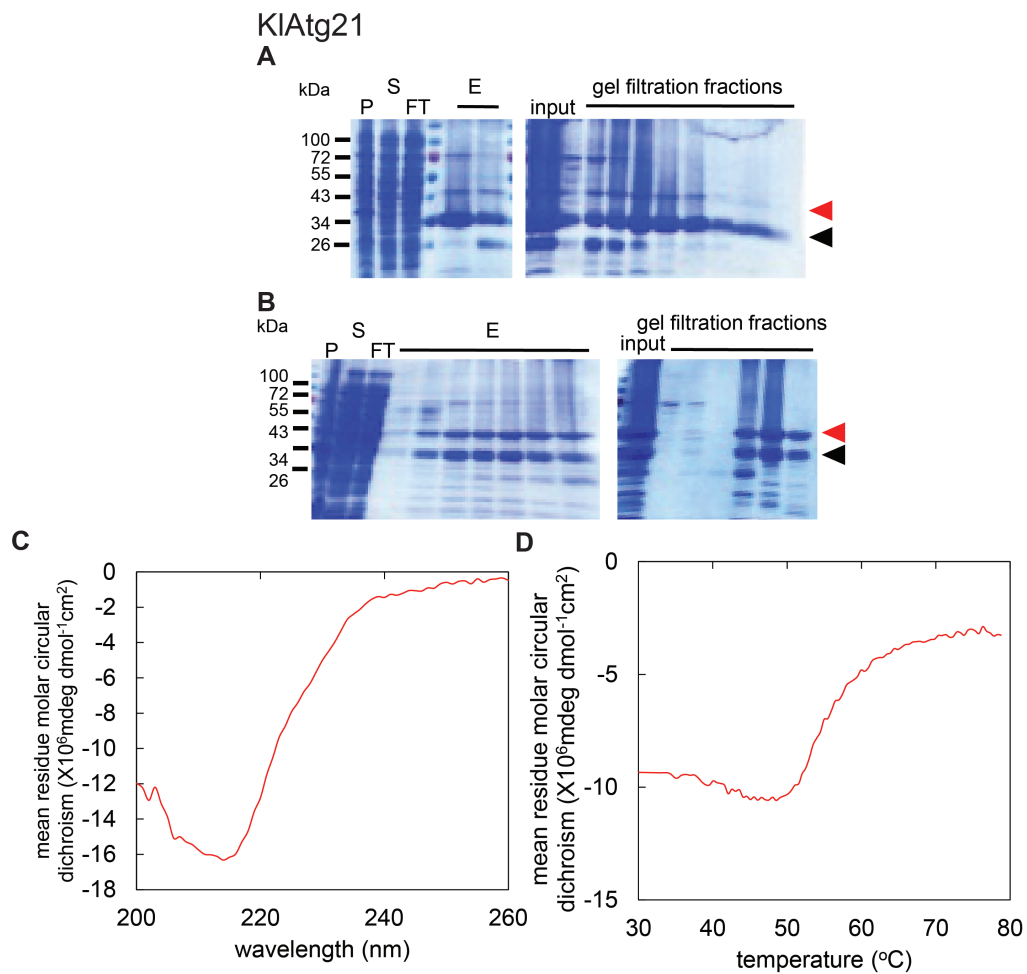 KlAtg21
A
kDa
P
S
FT
E
input
gel filtration fractions
100
72
55
43
34
26
B
kDa
P
S
FT
E
input
gel filtration fractions
100
72
55
43
34
26
C
mean residue molar circular
dichroism (X10⁶mdeg dmol⁻¹cm²)
0
-2
-4
-6
-8
-10
-12
-14
-16
-18
200
220
240
260
wavelength (nm)
D
mean residue molar circular
dichroism (X10⁶mdeg dmol⁻¹cm²)
0
-5
-10
-15
30
40
50
60
70
80
temperature (°C)